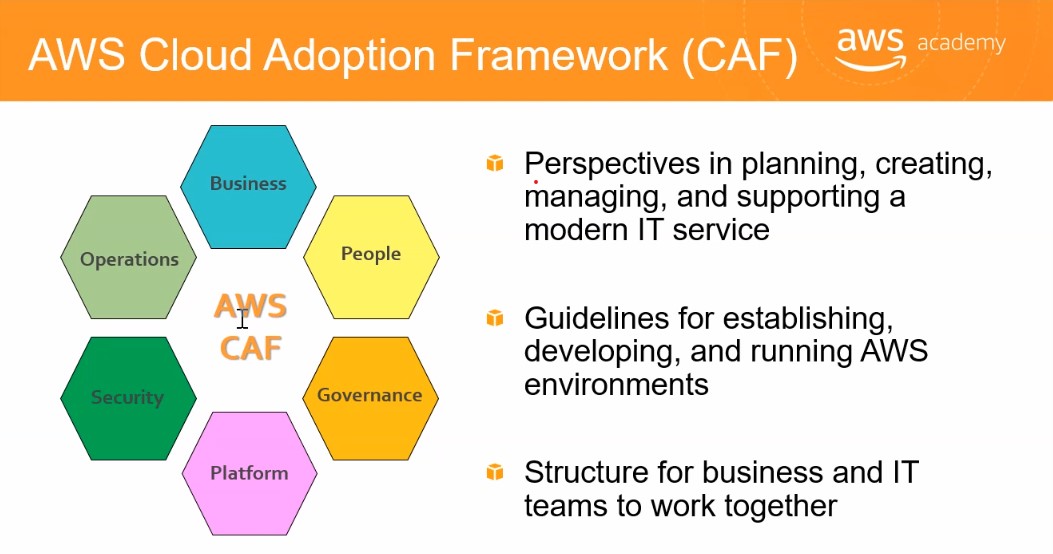 AWS Cloud Adoption Framework (CAF)
aws academy
Business
Operations
People
AWS
CAF
Security
Governance
Platform
Perspectives in planning, creating,
managing, and supporting a
modern IT service
Guidelines for establishing,
developing, and running AWS
environments
Structure for business and IT
teams to work together